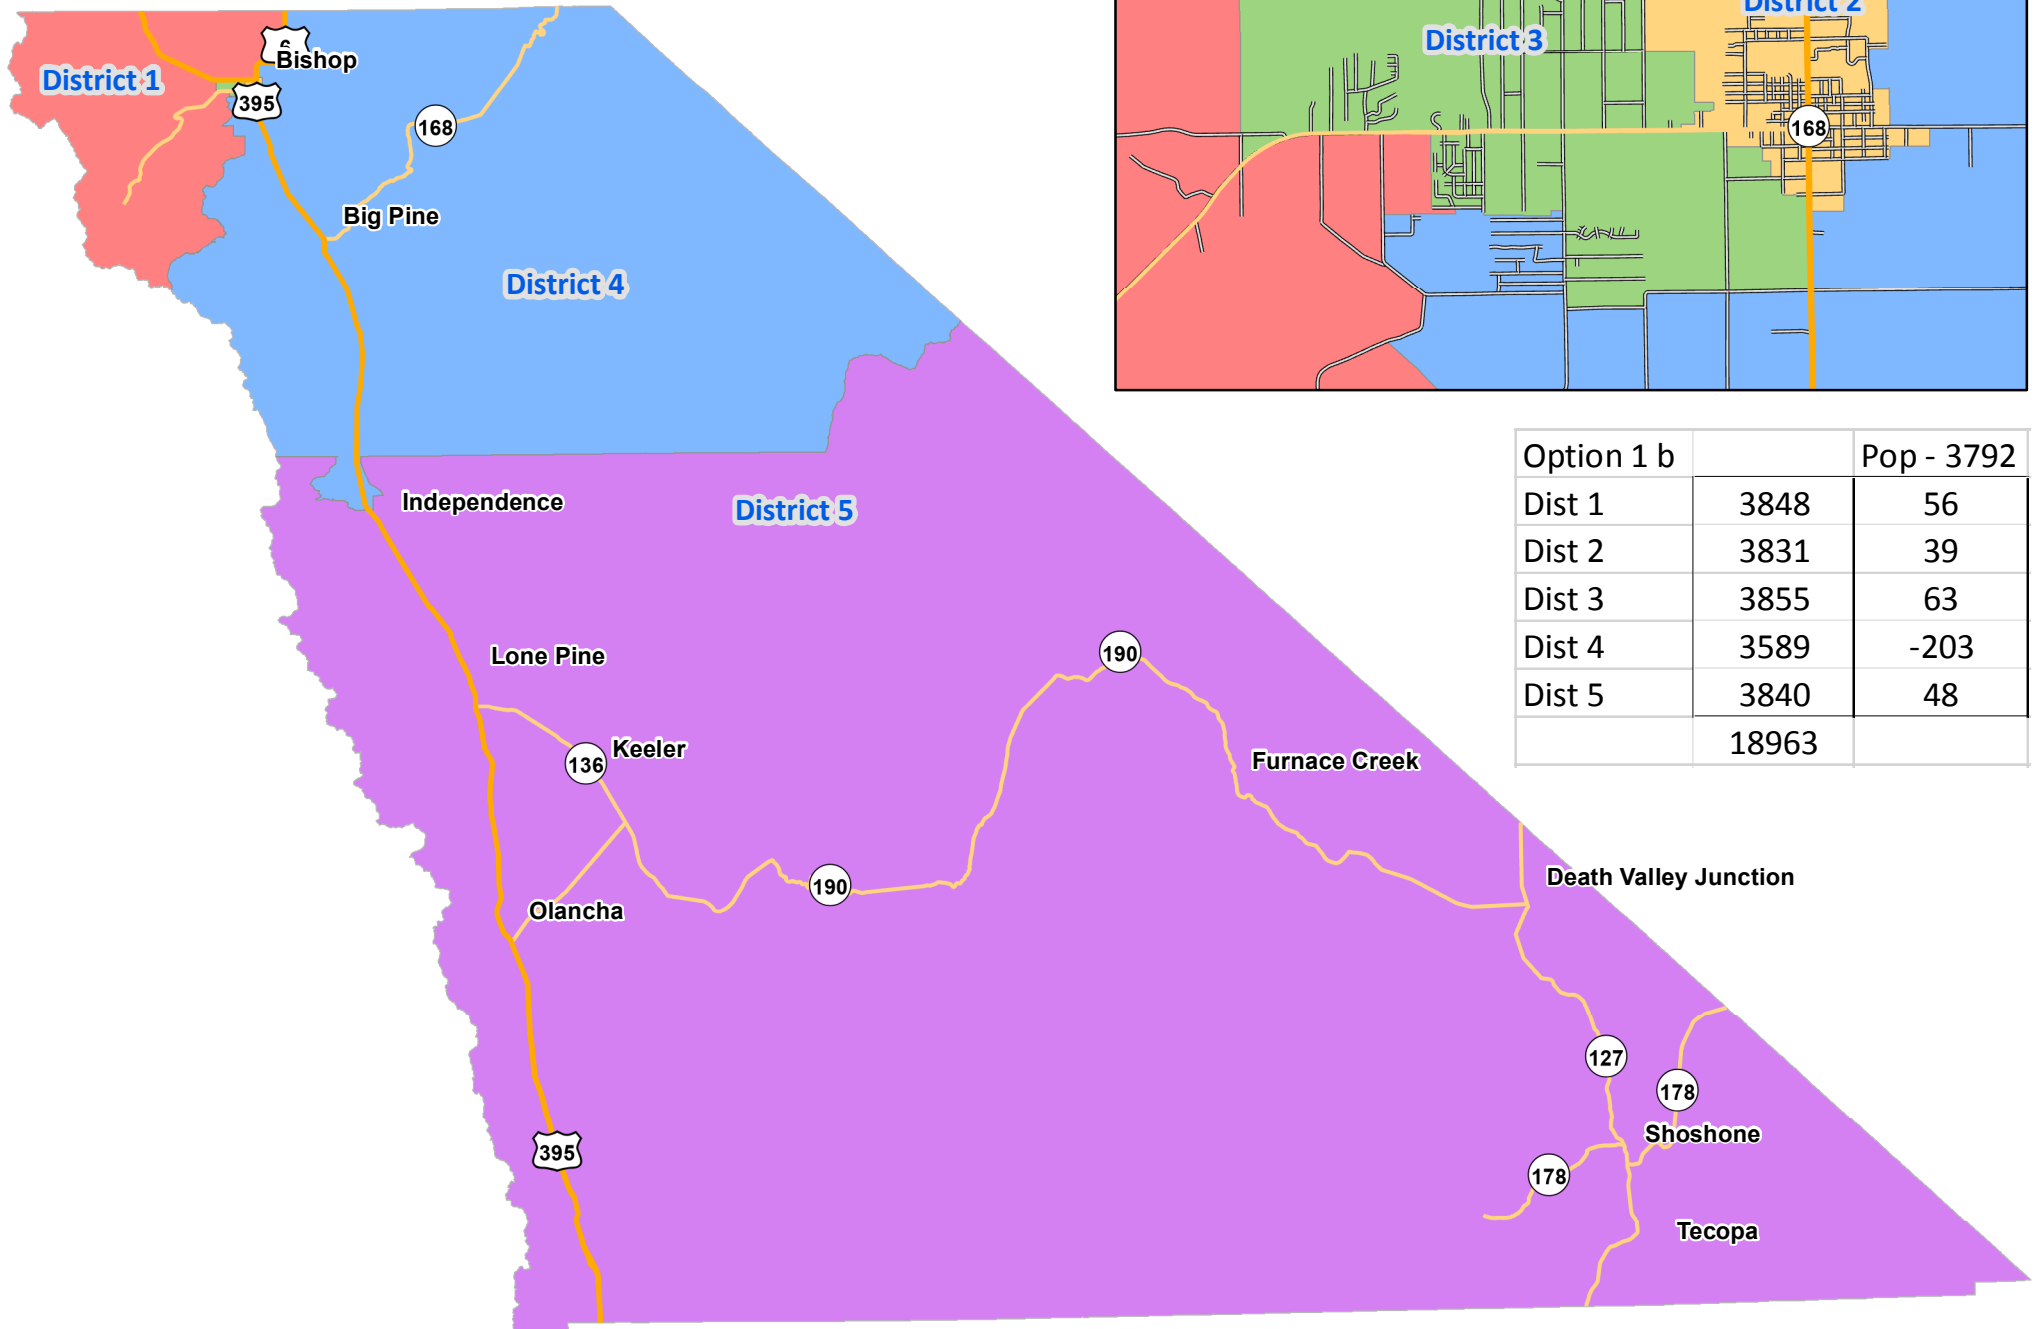 District 2
District 3
6
Bishop
District 1
395
168
168
Big Pine
District 4
Option 1 b Pop - 3792
Dist 1 3848 56
Dist 2 3831 39
Dist 3 3855 63
Dist 4 3589 -203
Dist 5 3840 48
18963
Independence
District 5
Lone Pine
190
Keeler
136
Furnace Creek
190
Death Valley Junction
Olancha
127
178
Shoshone
395
178
Tecopa